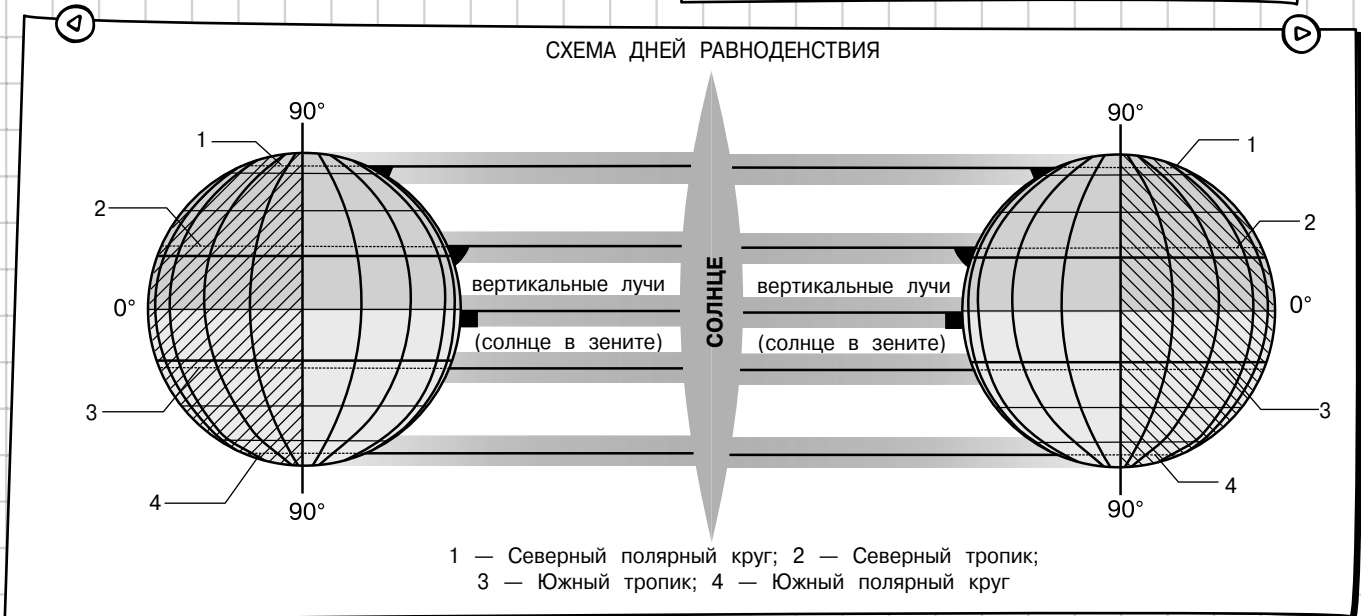 СХЕМА ДНЕЙ РАВНОДЕНСТВИЯ
90° 90°
1 1
2 2
вертикальные лучи вертикальные лучи
СОЛНЦЕ
0° 0°
(солнце в зените) (солнце в зените)
3 3
4 4
90° 90°
1 — Северный полярный круг; 2 — Северный тропик;
3 — Южный тропик; 4 — Южный полярный круг